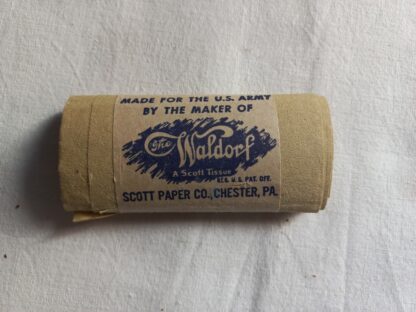 MADE FOR THE U.S. ARMY
BY THE MAKER OF
The Waldorf
A Scott Tissue
REG. U.S. PAT. OFF.
SCOTT PAPER CO., CHESTER, PA.